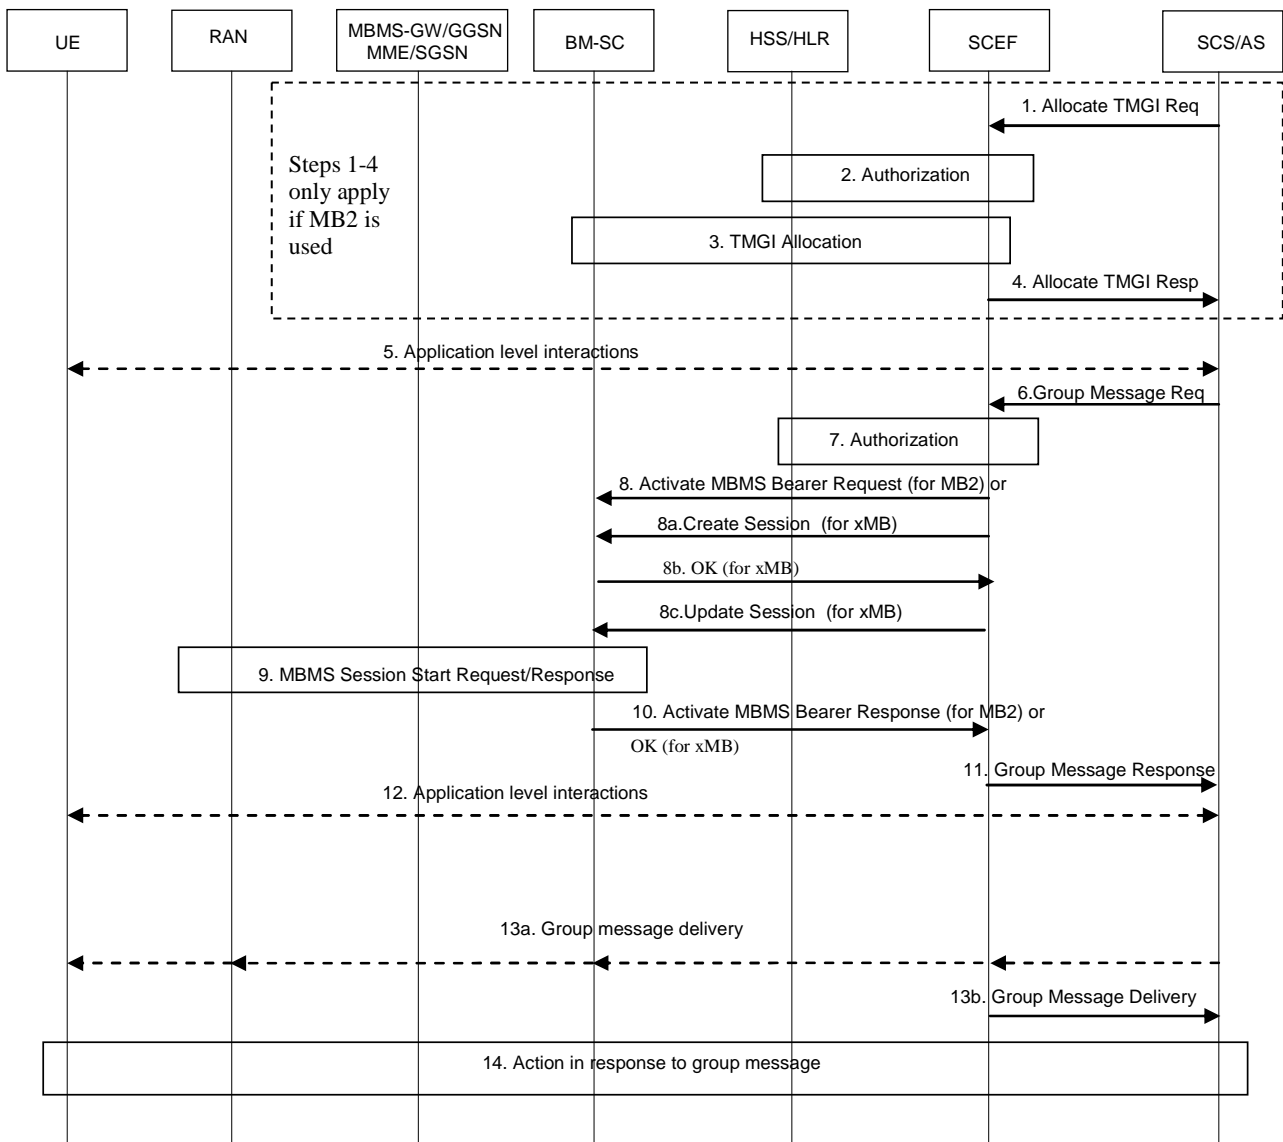 UE
RAN
MBMS-GW/GGSN
MME/SGSN
BM-SC
HSS/HLR
SCEF
SCS/AS
1. Allocate TMGI Req
Steps 1-4
only apply
if MB2 is
used
2. Authorization
3. TMGI Allocation
4. Allocate TMGI Resp
5. Application level interactions
6.Group Message Req
7. Authorization
8. Activate MBMS Bearer Request (for MB2) or
8a.Create Session (for xMB)
8b. OK (for xMB)
8c.Update Session (for xMB)
9. MBMS Session Start Request/Response
10. Activate MBMS Bearer Response (for MB2) or
OK (for xMB)
11. Group Message Response
12. Application level interactions
13a. Group message delivery
13b. Group Message Delivery
14. Action in response to group message